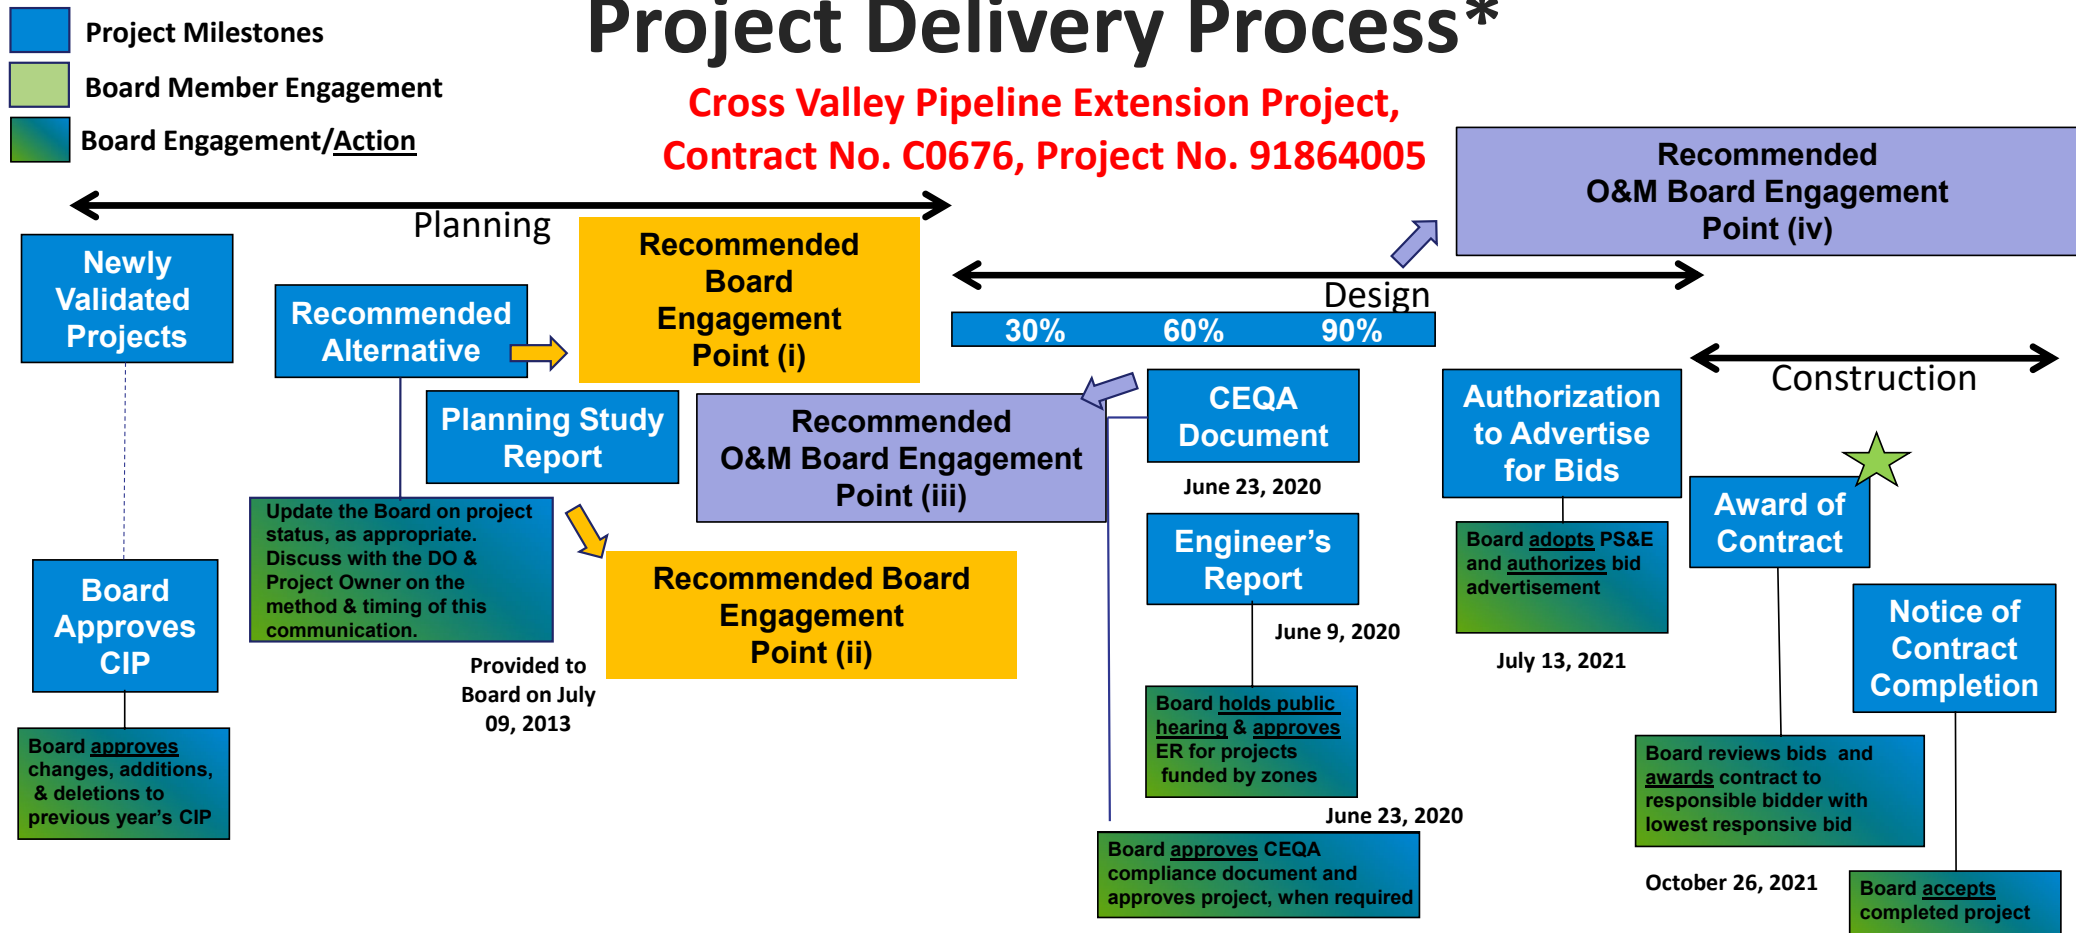 Project Delivery Process*
Project Milestones
Board Member Engagement
Board Engagement/Action
Cross Valley Pipeline Extension Project,
Contract No. C0676, Project No. 91864005
Planning
Newly
Validated
Projects
Board
Approves
CIP
Board approves
changes, additions,
& deletions to
previous year's CIP
Recommended
Alternative
Update the Board on project
status, as appropriate.
Discuss with the DO &
Project Owner on the
method & timing of this
communication.
Planning Study
Report
Provided to
Board on July
09, 2013
Recommended
Board
Engagement
Point (i)
Recommended Board
Engagement
Point (ii)
Recommended
O&M Board Engagement
Point (iii)
Recommended
O&M Board Engagement
Point (iv)
Design
30% 60% 90%
CEQA
Document
June 23, 2020
Engineer's
Report
June 9, 2020
Board holds public
hearing & approves
ER for projects
funded by zones
June 23, 2020
Board approves CEQA
compliance document and
approves project, when required
Authorization
to Advertise
for Bids
Board adopts PS&E
and authorizes bid
advertisement
July 13, 2021
Construction
Award of
Contract
Board reviews bids and
awards contract to
responsible bidder with
lowest responsive bid
October 26, 2021
Notice of
Contract
Completion
Board accepts
completed project